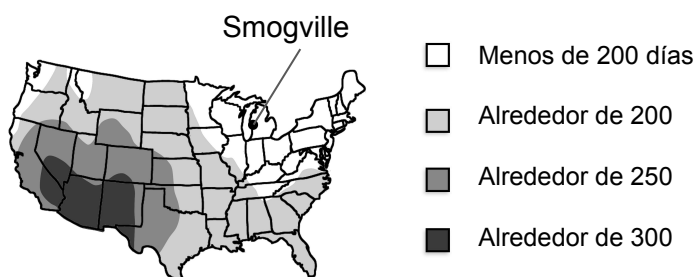 Smogville
Menos de 200 días
Alrededor de 200
Alrededor de 250
Alrededor de 300